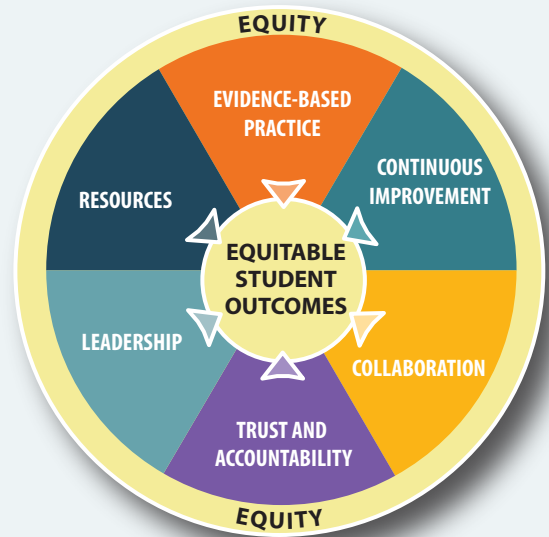 EQUITY
EVIDENCE-BASED
PRACTICE
CONTINUOUS
IMPROVEMENT
RESOURCES
EQUITABLE
STUDENT
OUTCOMES
LEADERSHIP
COLLABORATION
TRUST AND
ACCOUNTABILITY
EQUITY